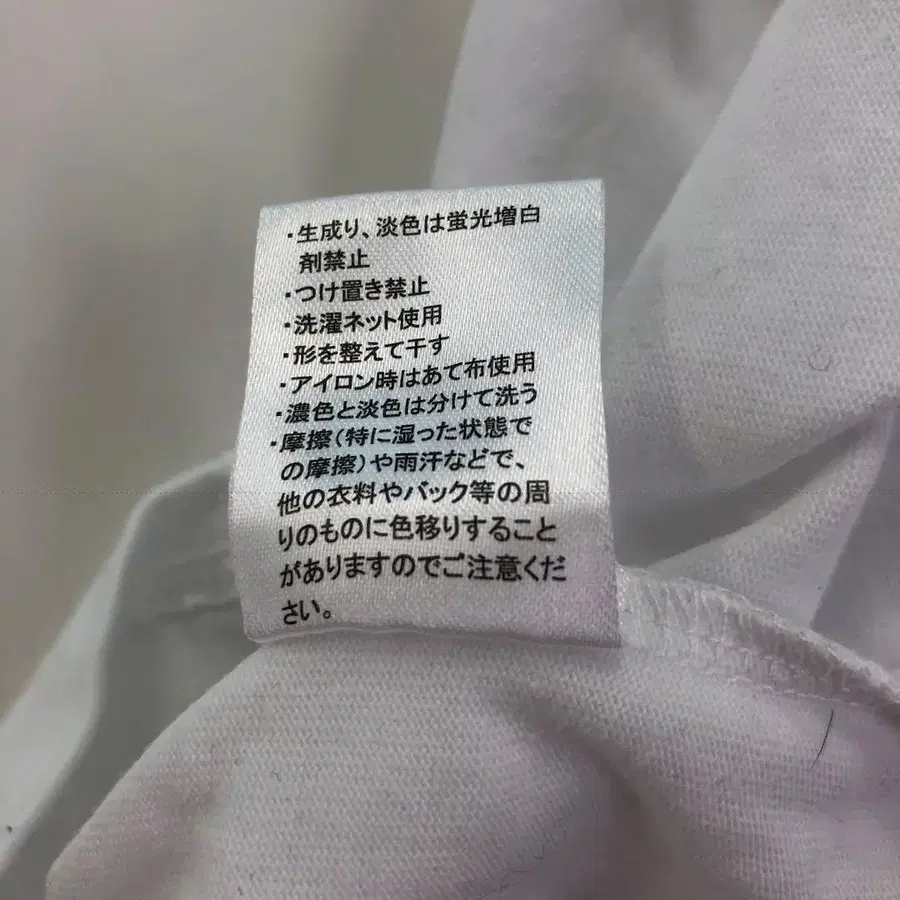 ・生成り、淡色は蛍光増白
剤禁止
・つけ置き禁止
・洗濯ネット使用
・形を整えて干す
・アイロン時はあて布使用
・濃色と淡色は分けて洗う
・摩擦(特に湿った状態で
の摩擦)や雨汗などで、
他の衣料やバック等の周
りのものに色移りすること
がありますのでご注意くだ
さい。